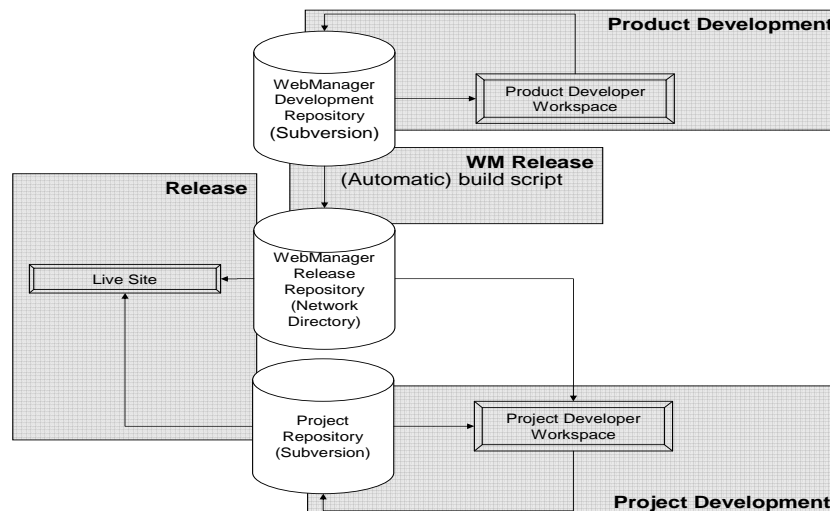 Product Development
WebManager
Development
Repository
(Subversion)
Product Developer
Workspace
WM Release
(Automatic) build script
Release
WebManager
Release
Repository
(Network
Directory)
Live Site
Project
Repository
(Subversion)
Project Developer
Workspace
Project Development